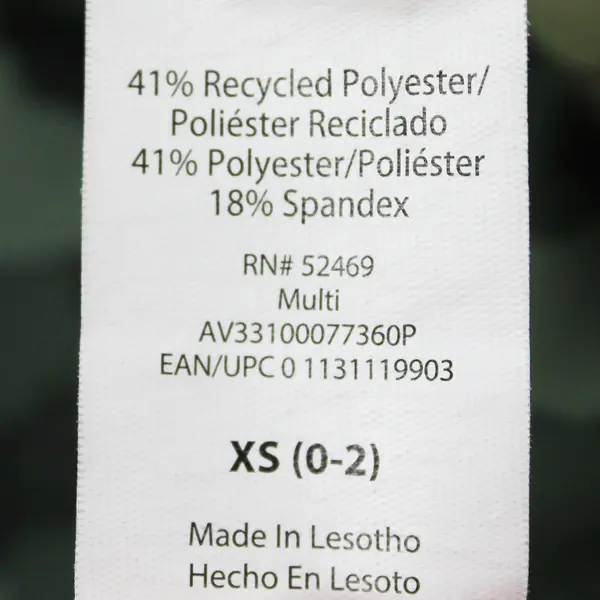 41% Recycled Polyester/
Poliéster Reciclado
41% Polyester/Poliéster
18% Spandex
RN# 52469
Multi
AV33100077360P
EAN/UPC 0 1131119903
XS (0-2)
Made In Lesotho
Hecho En Lesoto